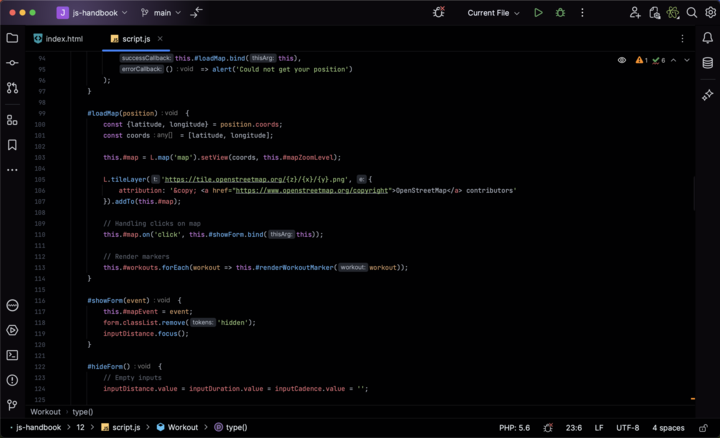 J js-handbook main Current File
index.html script.js
94 successCallback: this.#loadMap.bind( thisArg: this),
1 6
95 errorCallback: () :void => alert('Could not get your position')
96 );
97 }
98
99 #loadMap(position) :void {
100 const {latitude, longitude} = position.coords;
101 const coords :any[] = [latitude, longitude];
102
103 this.#map = L.map('map').setView(coords, this.#mapZoomLevel);
104
105 L.tileLayer( t: 'https://tile.openstreetmap.org/{z}/{x}/{y}.png', e: {
106 attribution: '&copy; <a href="https://www.openstreetmap.org/copyright">OpenStreetMap</a> contributors'
107 }).addTo(this.#map);
108
109 // Handling clicks on map
110 this.#map.on('click', this.#showForm.bind( thisArg: this));
111
112 // Render markers
113 this.#workouts.forEach(workout => this.#renderWorkoutMarker( workout: workout));
114 }
115
116 #showForm(event) :void {
117 this.#mapEvent = event;
118 form.classList.remove( tokens: 'hidden');
119 inputDistance.focus();
120 }
121
122 #hideForm() :void {
123 // Empty inputs
124 inputDistance.value = inputDuration.value = inputCadence.value = '';
125
Workout type()
js-handbook 12 script.js Workout type() PHP: 5.6 23:6 LF UTF-8 4 spaces